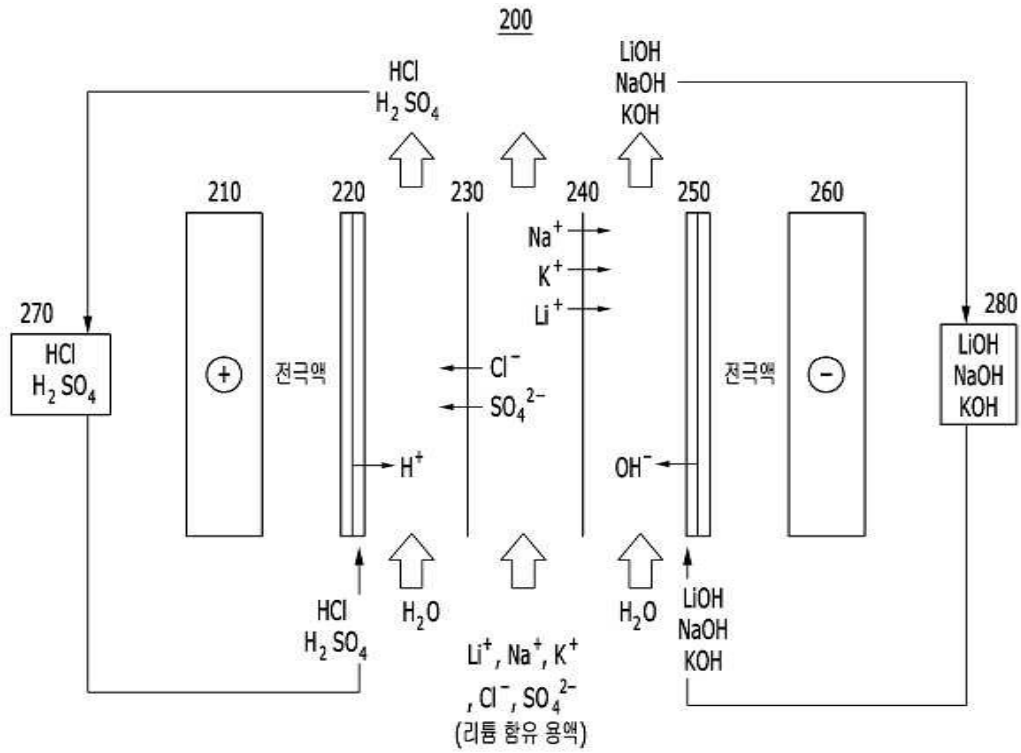 200
HCl
H₂SO₄
LiOH
NaOH
KOH
210
220
230
240
250
260
Na⁺
K⁺
Li⁺
270
HCl
H₂SO₄
280
LiOH
NaOH
KOH
+
전극액
Cl⁻
SO₄²⁻
전극액
−
H⁺
OH⁻
HCl
H₂SO₄
H₂O
H₂O
LiOH
NaOH
KOH
Li⁺, Na⁺, K⁺
, Cl⁻, SO₄²⁻
(리튬 함유 용액)